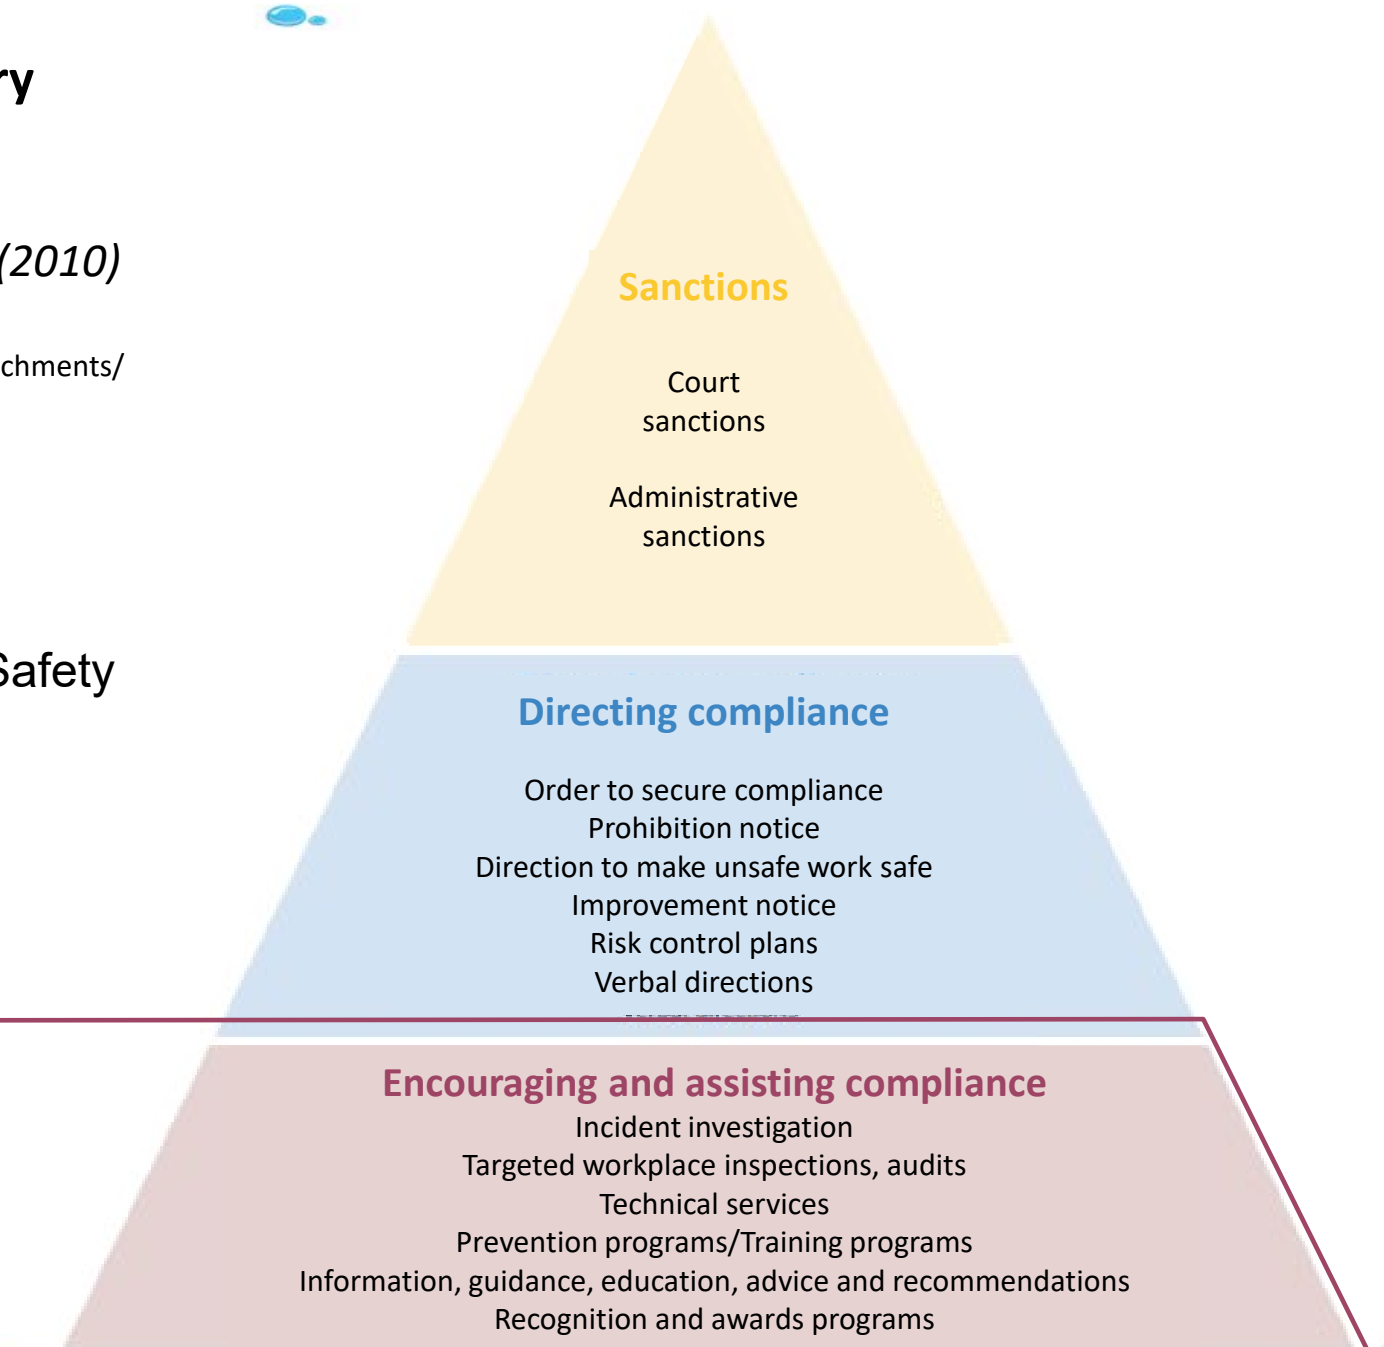 ry
(2010)
chments/
Safety
Sanctions
Court
sanctions
Administrative
sanctions
Directing compliance
Order to secure compliance
Prohibition notice
Direction to make unsafe work safe
Improvement notice
Risk control plans
Verbal directions
Encouraging and assisting compliance
Incident investigation
Targeted workplace inspections, audits
Technical services
Prevention programs/Training programs
Information, guidance, education, advice and recommendations
Recognition and awards programs